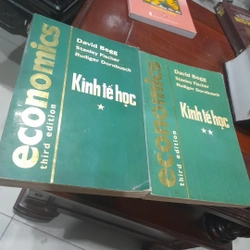 economics
third edition
David Begg
Stanley Fischer
Rudiger Dornbusch
Kinh tế học
*
economics
third edition
David Begg
Stanley Fischer
Rudiger Dornbusch
Kinh tế học
**